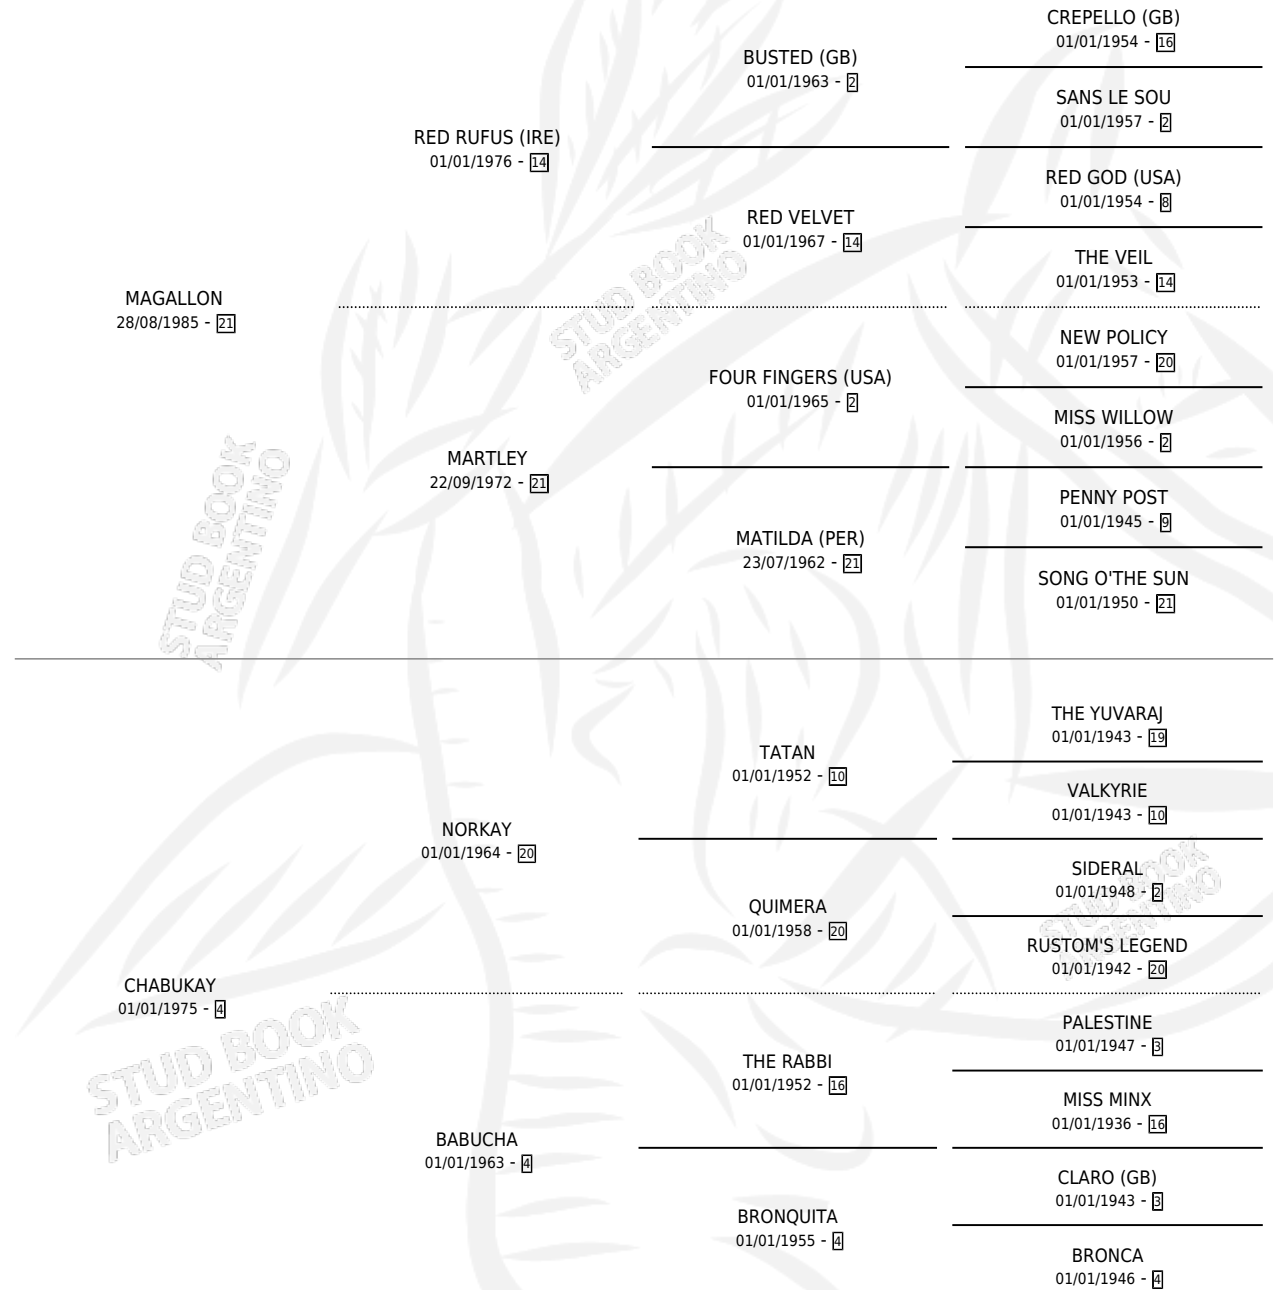 CREPELLO (GB)
01/01/1954 - 16
BUSTED (GB)
01/01/1963 - 2
SANS LE SOU
01/01/1957 - 2
RED RUFUS (IRE)
01/01/1976 - 14
RED GOD (USA)
01/01/1954 - 8
RED VELVET
01/01/1967 - 14
THE VEIL
01/01/1953 - 14
MAGALLON
28/08/1985 - 21
NEW POLICY
01/01/1957 - 20
FOUR FINGERS (USA)
01/01/1965 - 2
MISS WILLOW
01/01/1956 - 2
MARTLEY
22/09/1972 - 21
PENNY POST
01/01/1945 - 9
MATILDA (PER)
23/07/1962 - 21
SONG O'THE SUN
01/01/1950 - 21
THE YUVARAJ
01/01/1943 - 19
TATAN
01/01/1952 - 10
VALKYRIE
01/01/1943 - 10
NORKAY
01/01/1964 - 20
SIDERAL
01/01/1948 - 2
QUIMERA
01/01/1958 - 20
RUSTOM'S LEGEND
01/01/1942 - 20
CHABUKAY
01/01/1975 - 4
PALESTINE
01/01/1947 - 3
THE RABBI
01/01/1952 - 16
MISS MINX
01/01/1936 - 16
BABUCHA
01/01/1963 - 4
CLARO (GB)
01/01/1943 - 3
BRONQUITA
01/01/1955 - 4
BRONCA
01/01/1946 - 4
STUD BOOK
ARGENTINO
STUD BOOK
ARGENTINO
STUD BOOK
ARGENTINO
STUD BOOK
ARGENTINO